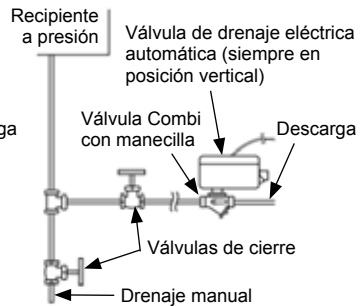 Recipiente
a presión
Válvula de drenaje eléctrica
automática (siempre en
posición vertical)
Válvula Combi
con manecilla
Descarga
ga
Válvulas de cierre
Drenaje manual